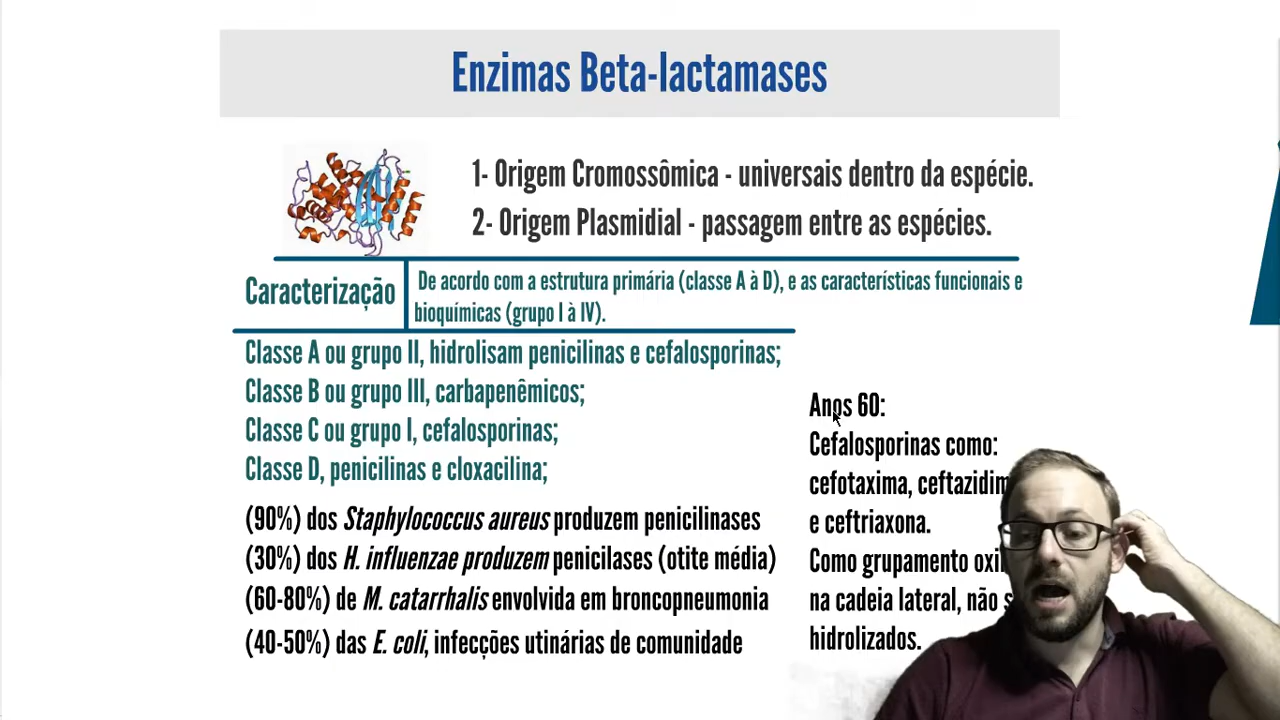 Enzimas Beta-lactamases
1- Origem Cromossômica - universais dentro da espécie.
2- Origem Plasmidial - passagem entre as espécies.
Caracterização
De acordo com a estrutura primária (classe A à D), e as características funcionais e
bioquímicas (grupo I à IV).
Classe A ou grupo II, hidrolisam penicilinas e cefalosporinas;
Classe B ou grupo III, carbapenêmicos;
Classe C ou grupo I, cefalosporinas;
Classe D, penicilinas e cloxacilina;
(90%) dos Staphylococcus aureus produzem penicilinases
(30%) dos H. influenzae produzem penicilases (otite média)
(60-80%) de M. catarrhalis envolvida em broncopneumonia
(40-50%) das E. coli, infecções utinárias de comunidade
Anos 60:
Cefalosporinas como:
cefotaxima,
e ceftriaxona.
Como grupamento
na cadeia lateral, não
hidrolizados.